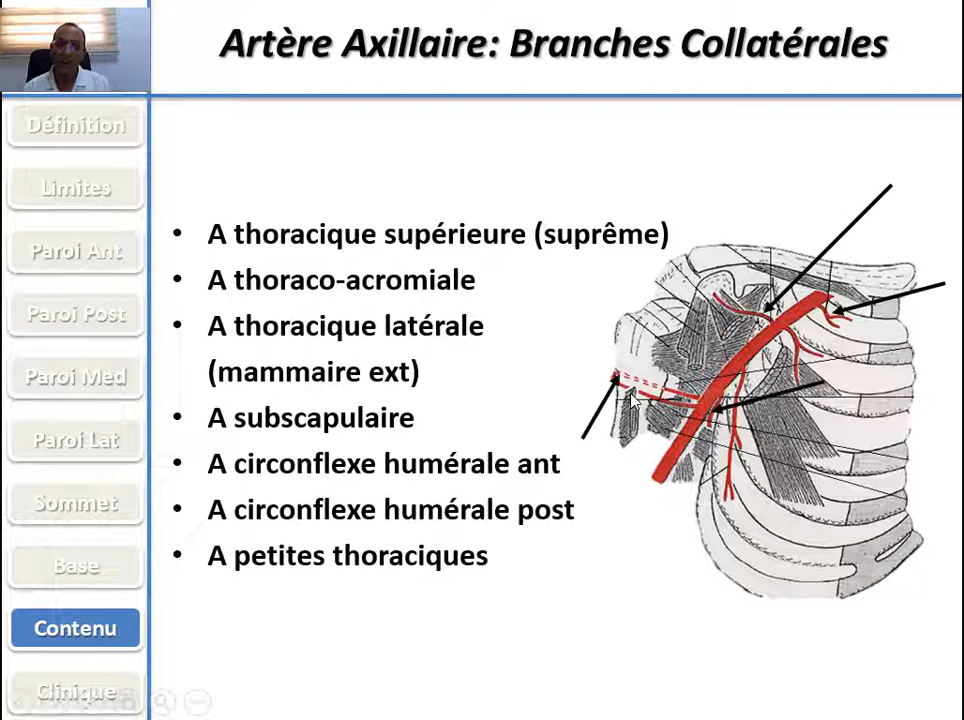 Artère Axillaire: Branches Collatérales
Définition
Limites
Paroi Ant
Paroi Post
Paroi Med
Paroi Lat
Sommet
Base
Contenu
Clinique
• A thoracique supérieure (suprême)
• A thoraco-acromiale
• A thoracique latérale
(mammaire ext)
• A subscapulaire
• A circonflexe humérale ant
• A circonflexe humérale post
• A petites thoraciques